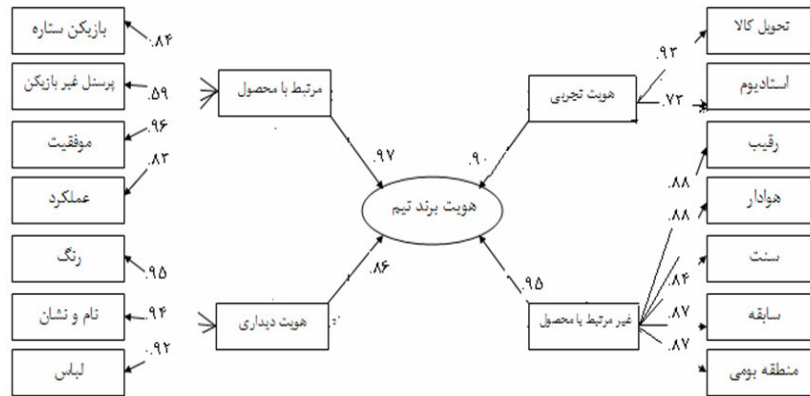 تحویل کالا
بازیکن ستاره
.۸۴
.۹۳
استادیوم
هویت تجربی
مرتبط با محصول
پرسنل غیر بازیکن
.۵۹
.۷۳
رقیب
موفقیت
.۹۶
.۸۸
.۹۰
.۹۷
.۸۳
هوادار
عملکرد
.۸۸
هویت برند تیم
سنت
رنگ
.۹۵
.۸۴
.۹۵
.۸۶
سابقه
غیر مرتبط با محصول
هویت دیداری
نام و نشان
.۹۴
.۸۷
.۸۷
منطقه بومی
لباس
.۹۲